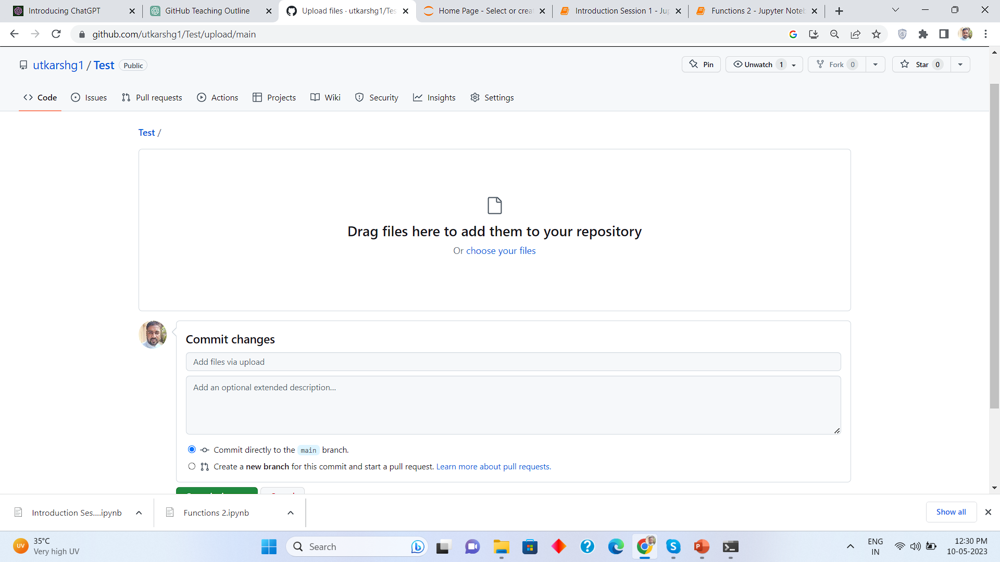 Introducing ChatGPT
GitHub Teaching Outline
Upload files · utkarshg1/Tes
Home Page - Select or crea
Introduction Session 1 - Jup
Functions 2 - Jupyter Noteb
github.com/utkarshg1/Test/upload/main
utkarshg1 / Test Public
Pin
Unwatch 1
Fork 0
Star 0
Code
Issues
Pull requests
Actions
Projects
Wiki
Security
Insights
Settings
Test /
Drag files here to add them to your repository
Or choose your files
Commit changes
Add files via upload
Add an optional extended description...
Commit directly to the main branch.
Create a new branch for this commit and start a pull request. Learn more about pull requests.
Introduction Ses....ipynb
Functions 2.ipynb
Show all
UV
35°C
Very high UV
Search
ENG
IN
12:30 PM
10-05-2023